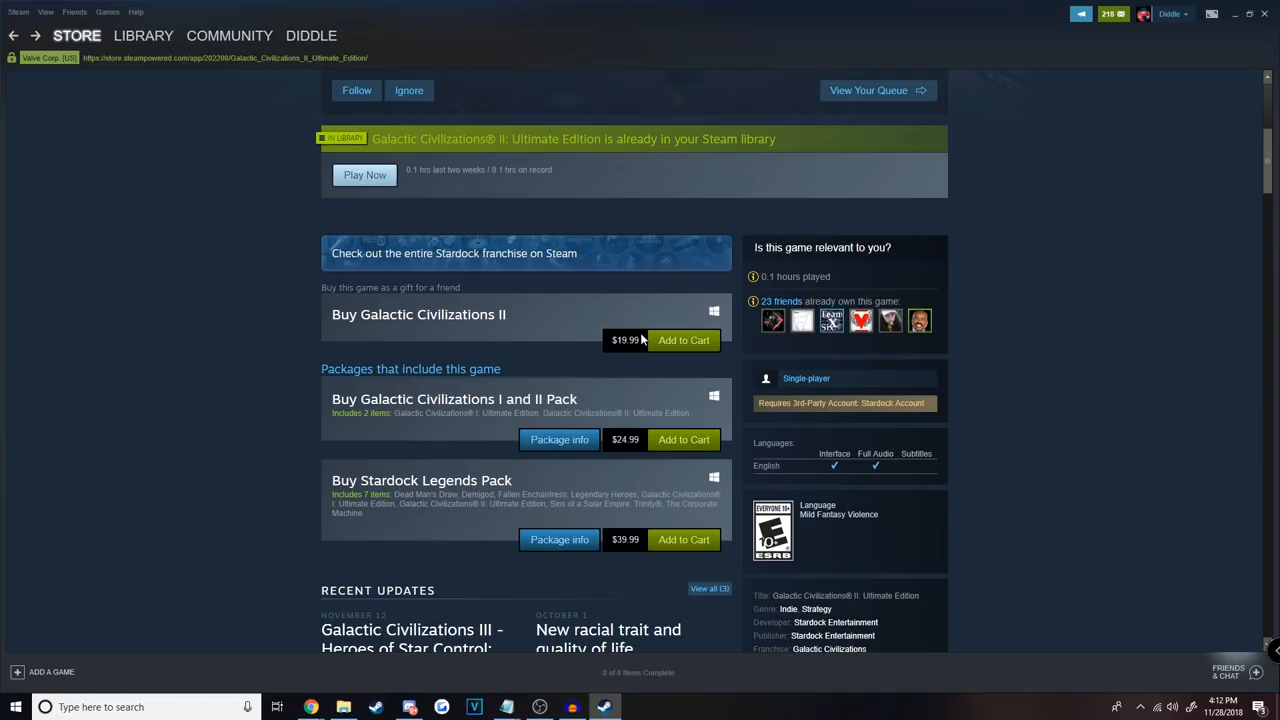 Steam View Friends Games Help
218
Diddle
STORE LIBRARY COMMUNITY DIDDLE
Valve Corp. [US] https://store.steampowered.com/app/202200/Galactic_Civilizations_II_Ultimate_Edition/
Follow Ignore View Your Queue
IN LIBRARY Galactic Civilizations® II: Ultimate Edition is already in your Steam library
Play Now 0.1 hrs last two weeks / 0.1 hrs on record
Check out the entire Stardock franchise on Steam
Buy this game as a gift for a friend
Buy Galactic Civilizations II
$19.99 Add to Cart
Packages that include this game
Buy Galactic Civilizations I and II Pack
Includes 2 items: Galactic Civilizations® I: Ultimate Edition, Galactic Civilizations® II: Ultimate Edition
Package info $24.99 Add to Cart
Buy Stardock Legends Pack
Includes 7 items: Dead Man's Draw, Demigod, Fallen Enchantress: Legendary Heroes, Galactic Civilizations®
I: Ultimate Edition, Galactic Civilizations® II: Ultimate Edition, Sins of a Solar Empire: Trinity®, The Corporate
Machine
Package info $39.99 Add to Cart
RECENT UPDATES View all (3)
NOVEMBER 12
Galactic Civilizations III -
Heroes of Star Control:
OCTOBER 1
New racial trait and
quality of life
Is this game relevant to you?
0.1 hours played
23 friends already own this game:
Team
Six
Single-player
Requires 3rd-Party Account: Stardock Account
Languages:
Interface Full Audio Subtitles
English
EVERYONE 10+
E
10+
ESRB
Language
Mild Fantasy Violence
Title: Galactic Civilizations® II: Ultimate Edition
Genre: Indie, Strategy
Developer: Stardock Entertainment
Publisher: Stardock Entertainment
Franchise: Galactic Civilizations
ADD A GAME
8 of 8 Items Complete
FRIENDS
& CHAT
Type here to search
4:12 PM
11/28/2018